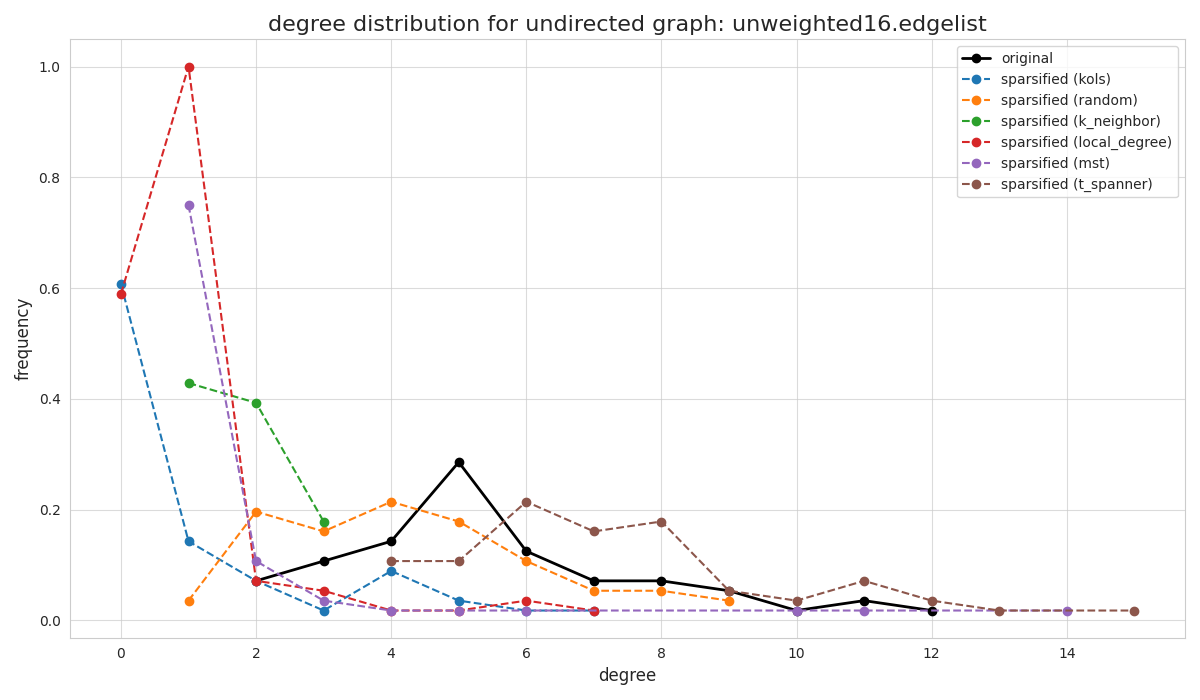 degree distribution for undirected graph: unweighted16.edgelist
original
sparsified (kols)
sparsified (random)
sparsified (k_neighbor)
sparsified (local_degree)
sparsified (mst)
sparsified (t_spanner)
frequency
1.0
0.8
0.6
0.4
0.2
0.0
0 2 4 6 8 10 12 14
degree